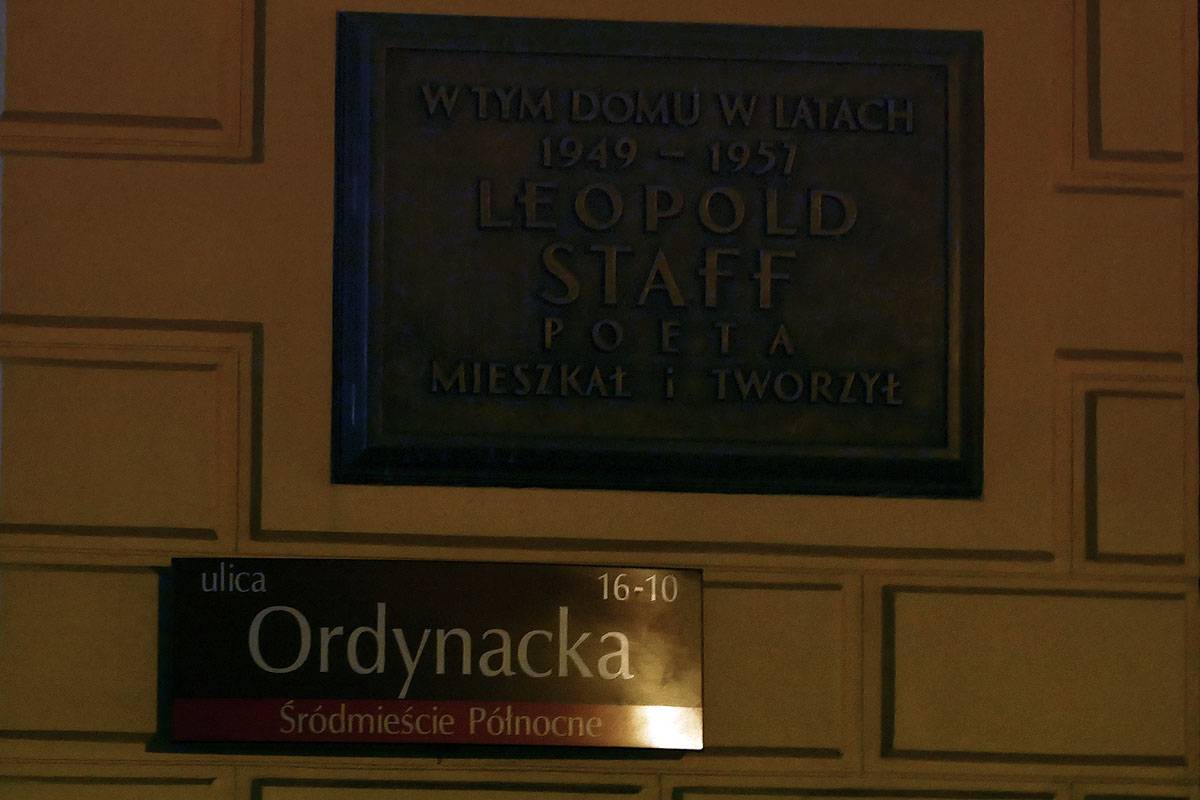 W TYM DOMU W LATACH
1949 – 1957
LEOPOLD
STAFF
POETA
MIESZKAŁ i TWORZYŁ
ulica 16-10
Ordynacka
Śródmieście Północne